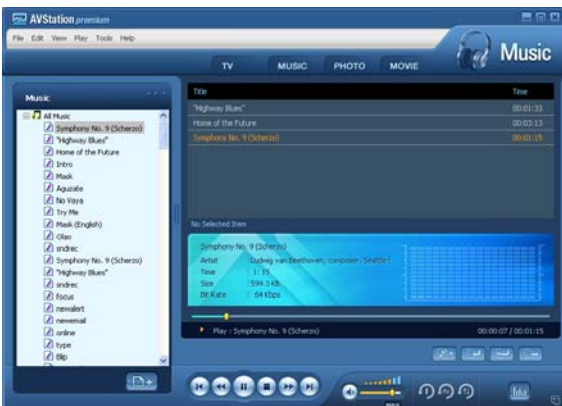 AVStation premium
File Edit View Play Tools Help
Music
TV MUSIC PHOTO MOVIE
Music
All Music
Symphony No. 9 (Scherzo)
"Highway Blues"
Home of the Future
Intro
Mask
Aguzate
No Vaya
Try Me
Mask (English)
Olao
sndrec
Symphony No. 9 (Scherzo)
"Highway Blues"
sndrec
focus
newalert
newemail
online
type
Blip
Title Time
"Highway Blues" 00:01:33
Home of the Future 00:03:13
Symphony No. 9 (Scherzo) 00:01:15
No Selected Item
Symphony No. 9 (Scherzo)
Artist : Ludwig van Beethoven, composer. Seattle
Time : 1:15
Size : 599.3 KB
Bit Rate : 64 kbps
Play : Symphony No. 9 (Scherzo) 00:00:07 / 00:01:15